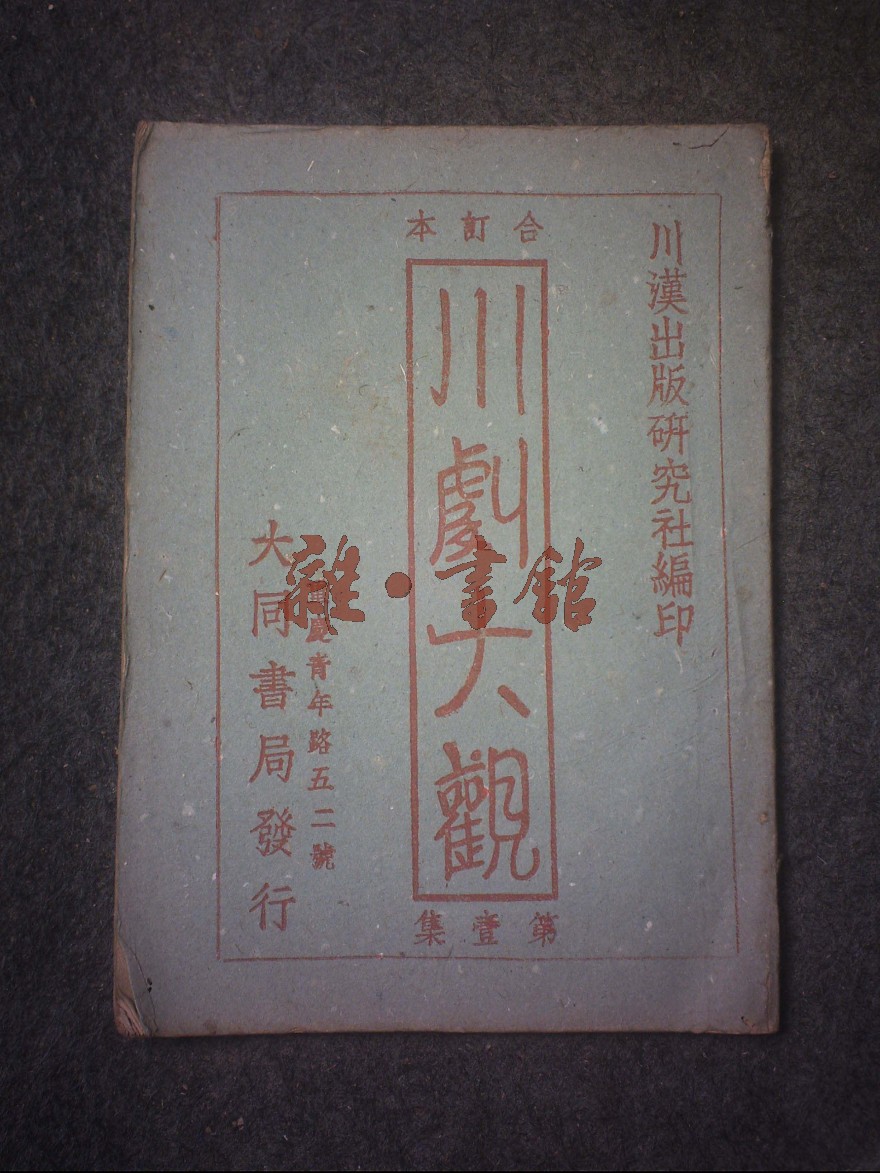 川漢出版研究社編印
合訂本
川劇大觀
第壹集
重慶青年路五二號
大同書局發行
雜·書館